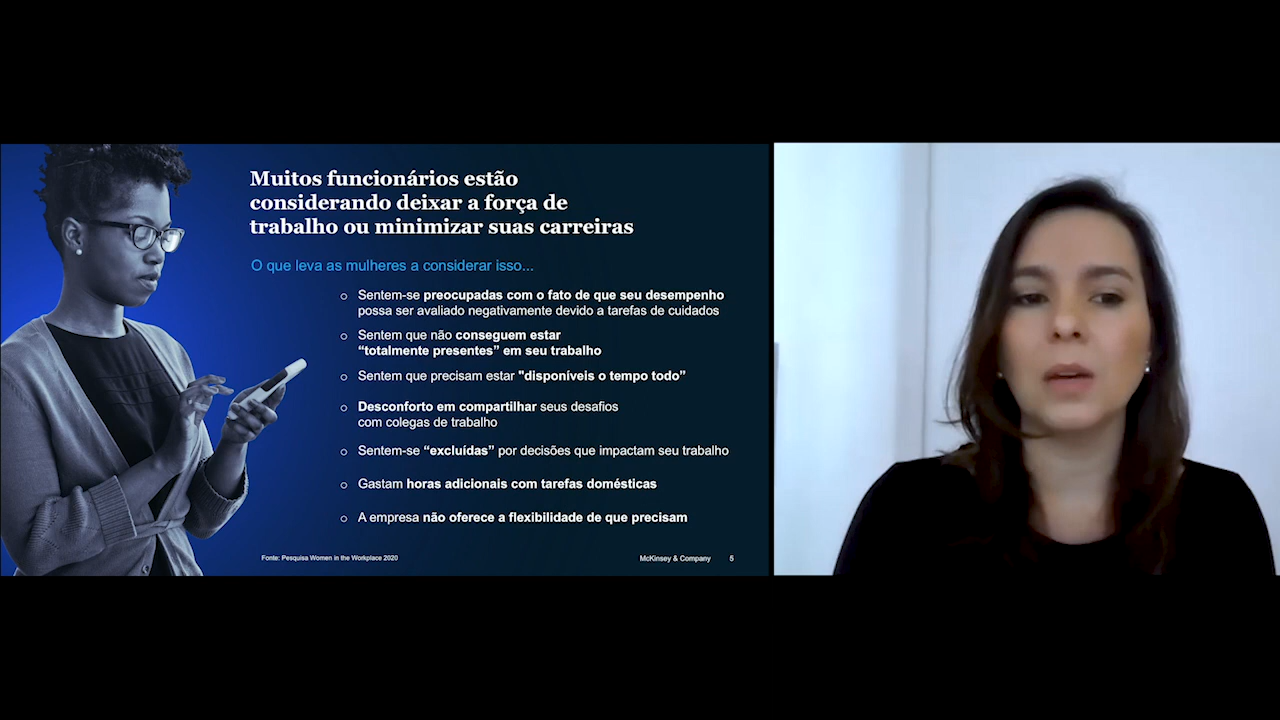 Muitos funcionários estão
considerando deixar a força de
trabalho ou minimizar suas carreiras
O que leva as mulheres a considerar isso...
Sentem-se preocupadas com o fato de que seu desempenho
possa ser avaliado negativamente devido a tarefas de cuidados
Sentem que não conseguem estar
“totalmente presentes” em seu trabalho
Sentem que precisam estar "disponíveis o tempo todo”
Desconforto em compartilhar seus desafios
com colegas de trabalho
Sentem-se “excluídas” por decisões que impactam seu trabalho
Gastam horas adicionais com tarefas domésticas
A empresa não oferece a flexibilidade de que precisam
Fonte: Pesquisa Women in the Workplace 2020
McKinsey & Company 5